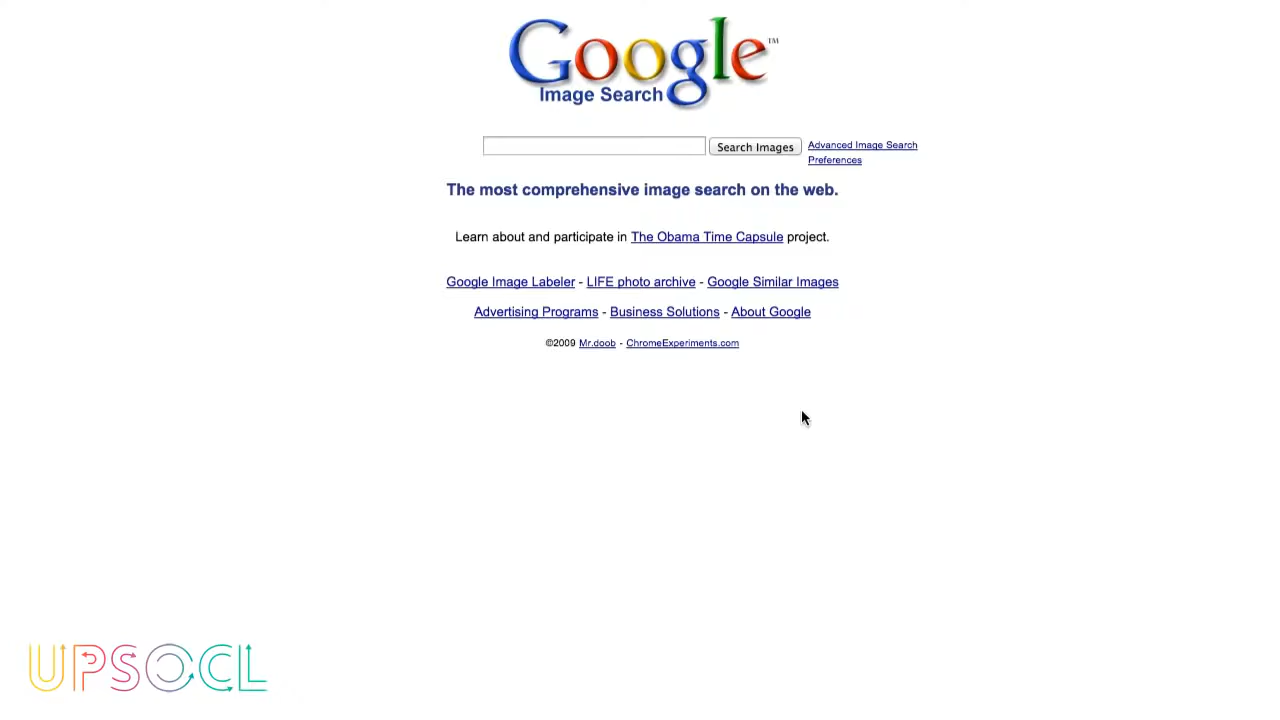 Google™
Image Search
Search Images
Advanced Image Search
Preferences
The most comprehensive image search on the web.
Learn about and participate in The Obama Time Capsule project.
Google Image Labeler - LIFE photo archive - Google Similar Images
Advertising Programs - Business Solutions - About Google
©2009 Mr.doob - ChromeExperiments.com
UPSOCL